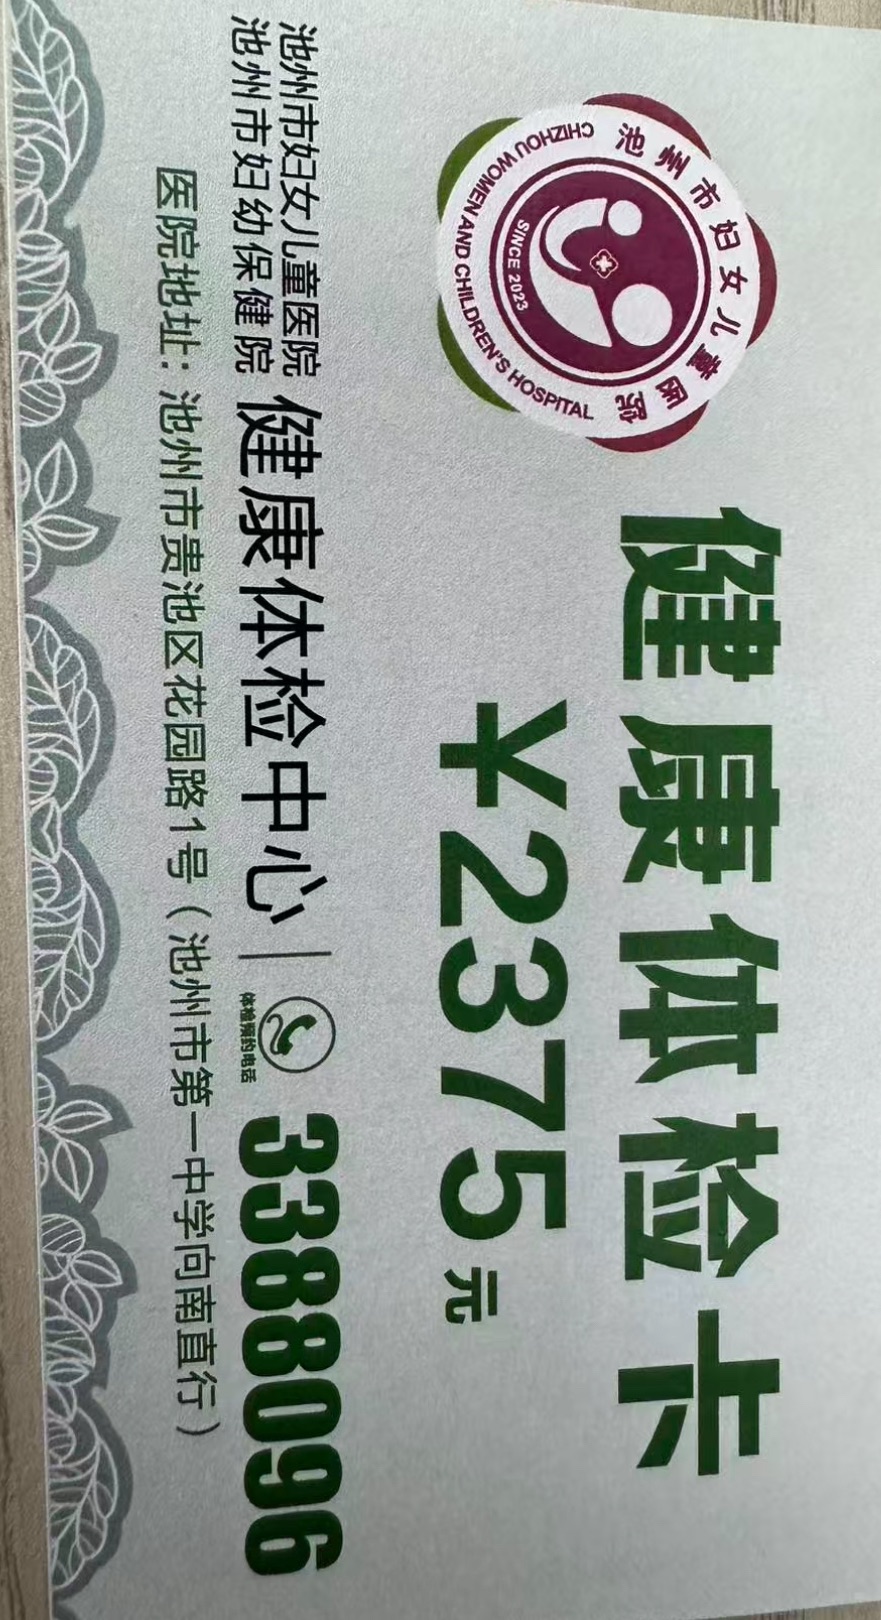 池州市妇女儿童医院
CHIZHOU WOMEN AND CHILDREN'S HOSPITAL
SINCE 2023
健康体检卡
￥2375元
池州市妇女儿童医院
池州市妇幼保健院
健康体检中心
体检预约电话
3388096
医院地址：池州市贵池区花园路1号（池州市第一中学向南直行）